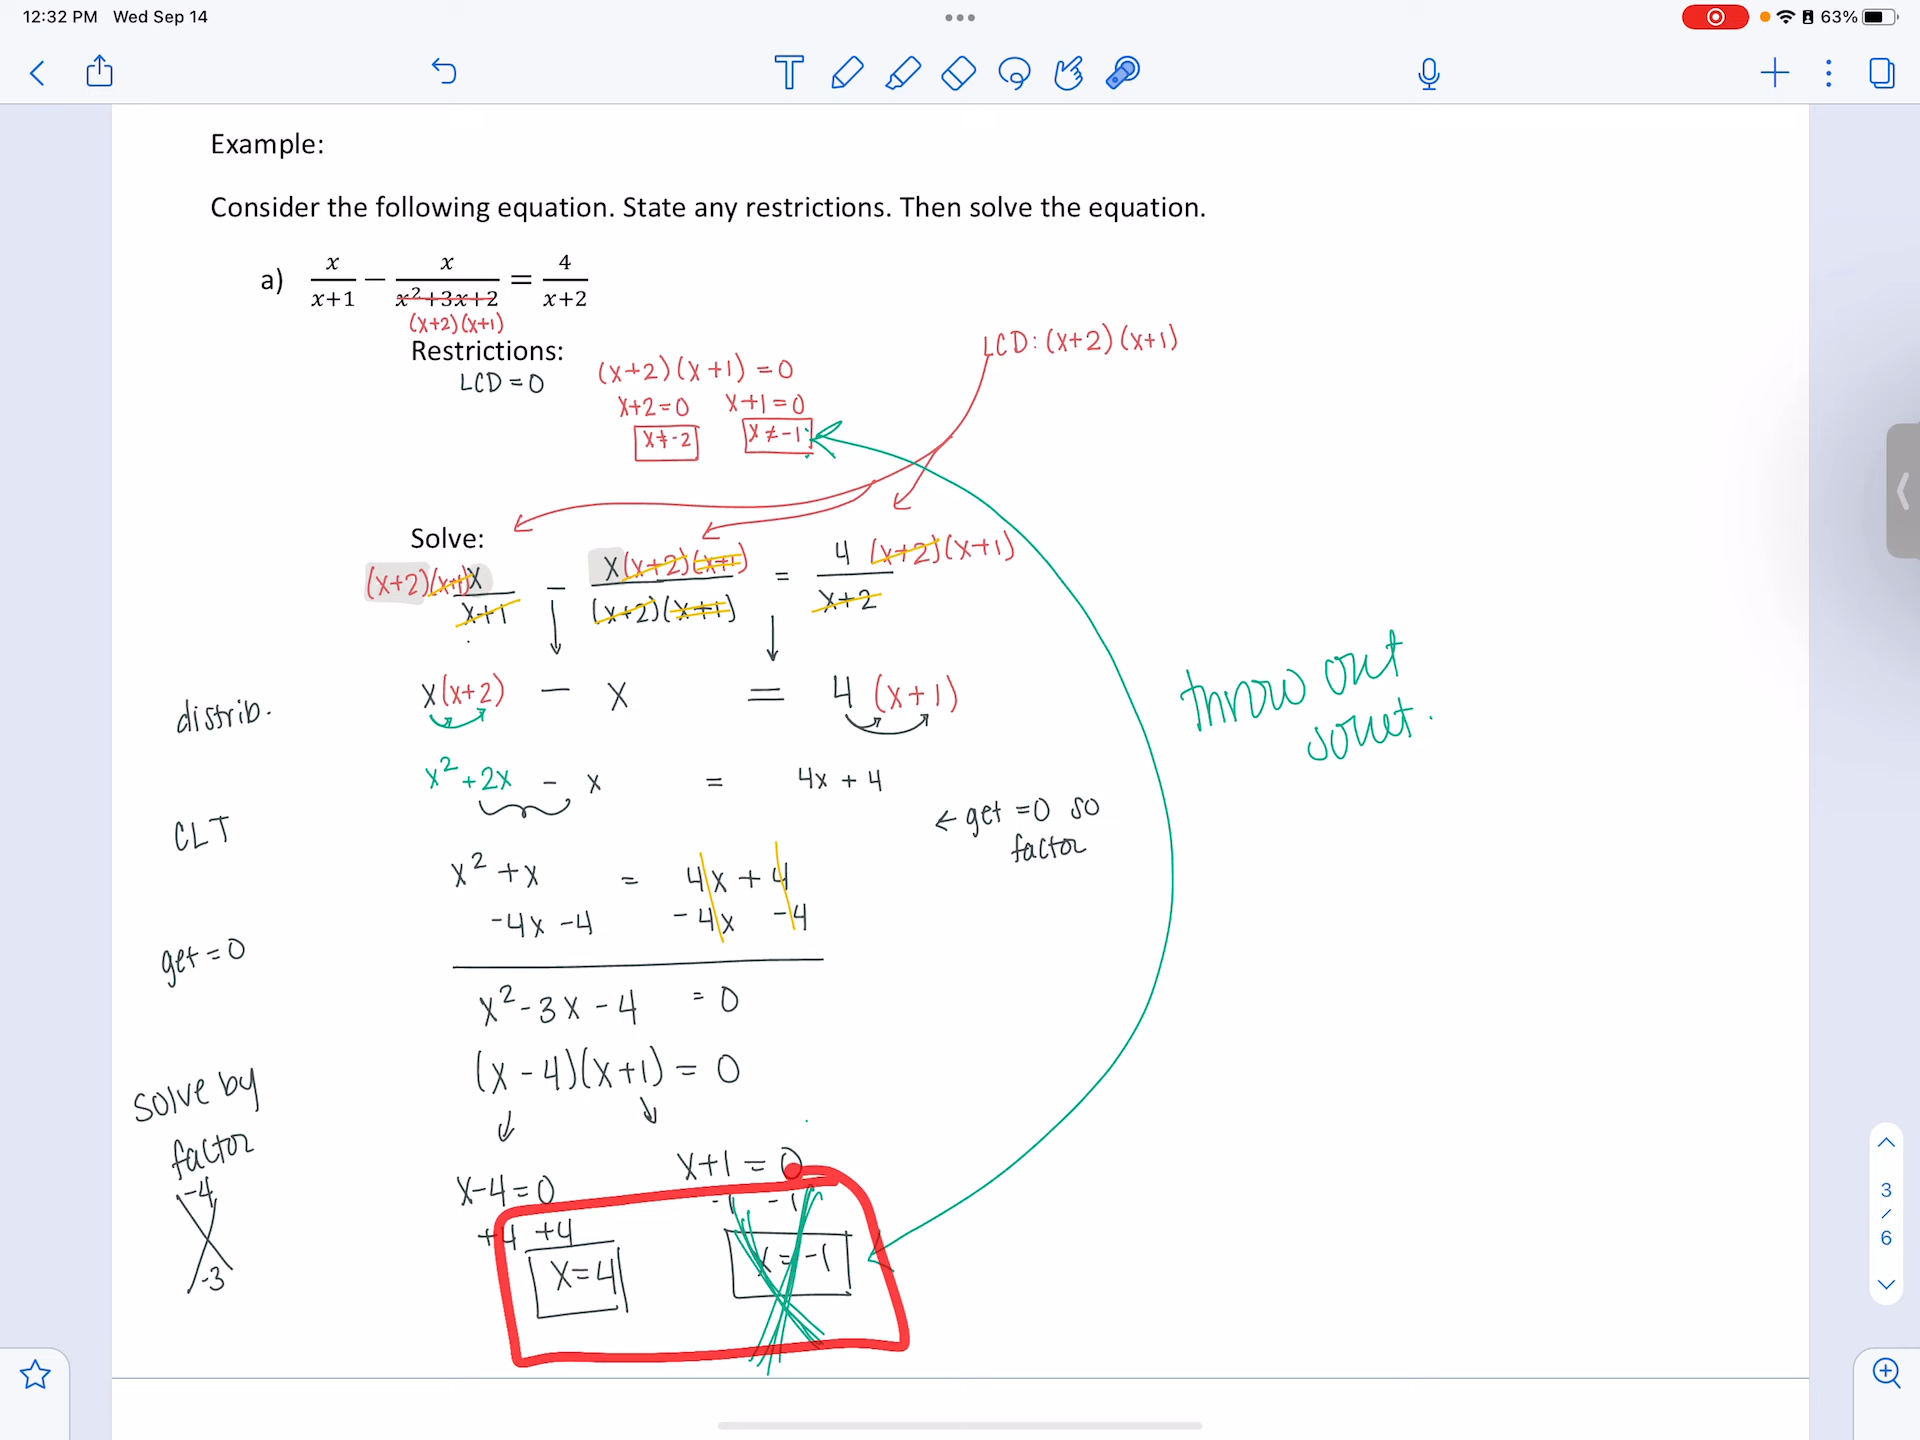 12:32 PM Wed Sep 14
63%
Example:
Consider the following equation. State any restrictions. Then solve the equation.
a) x/x+1 − x/x²+3x+2 = 4/x+2
(x+2)(x+1)
Restrictions:
LCD = 0
(x+2)(x+1) = 0
x+2=0 x+1=0
x≠-2 x≠-1
LCD: (x+2)(x+1)
Solve:
(x+2)(x+1)x/x+1 − x(x+2)(x+1)/(x+2)(x+1) = 4(x+2)(x+1)/x+2
distrib. x(x+2) − x = 4(x+1)
throw out
x²+2x − x = 4x + 4
CLT
← get =0 so
factor
x²+x = 4x + 4
-4x -4 -4x -4
get = 0
x²-3x-4 = 0
(x-4)(x+1) = 0
solve by
factor
-4
-3
x-4=0 x+1=0
+4 +4 -1 -1
x=4 x=-1
3
/
6